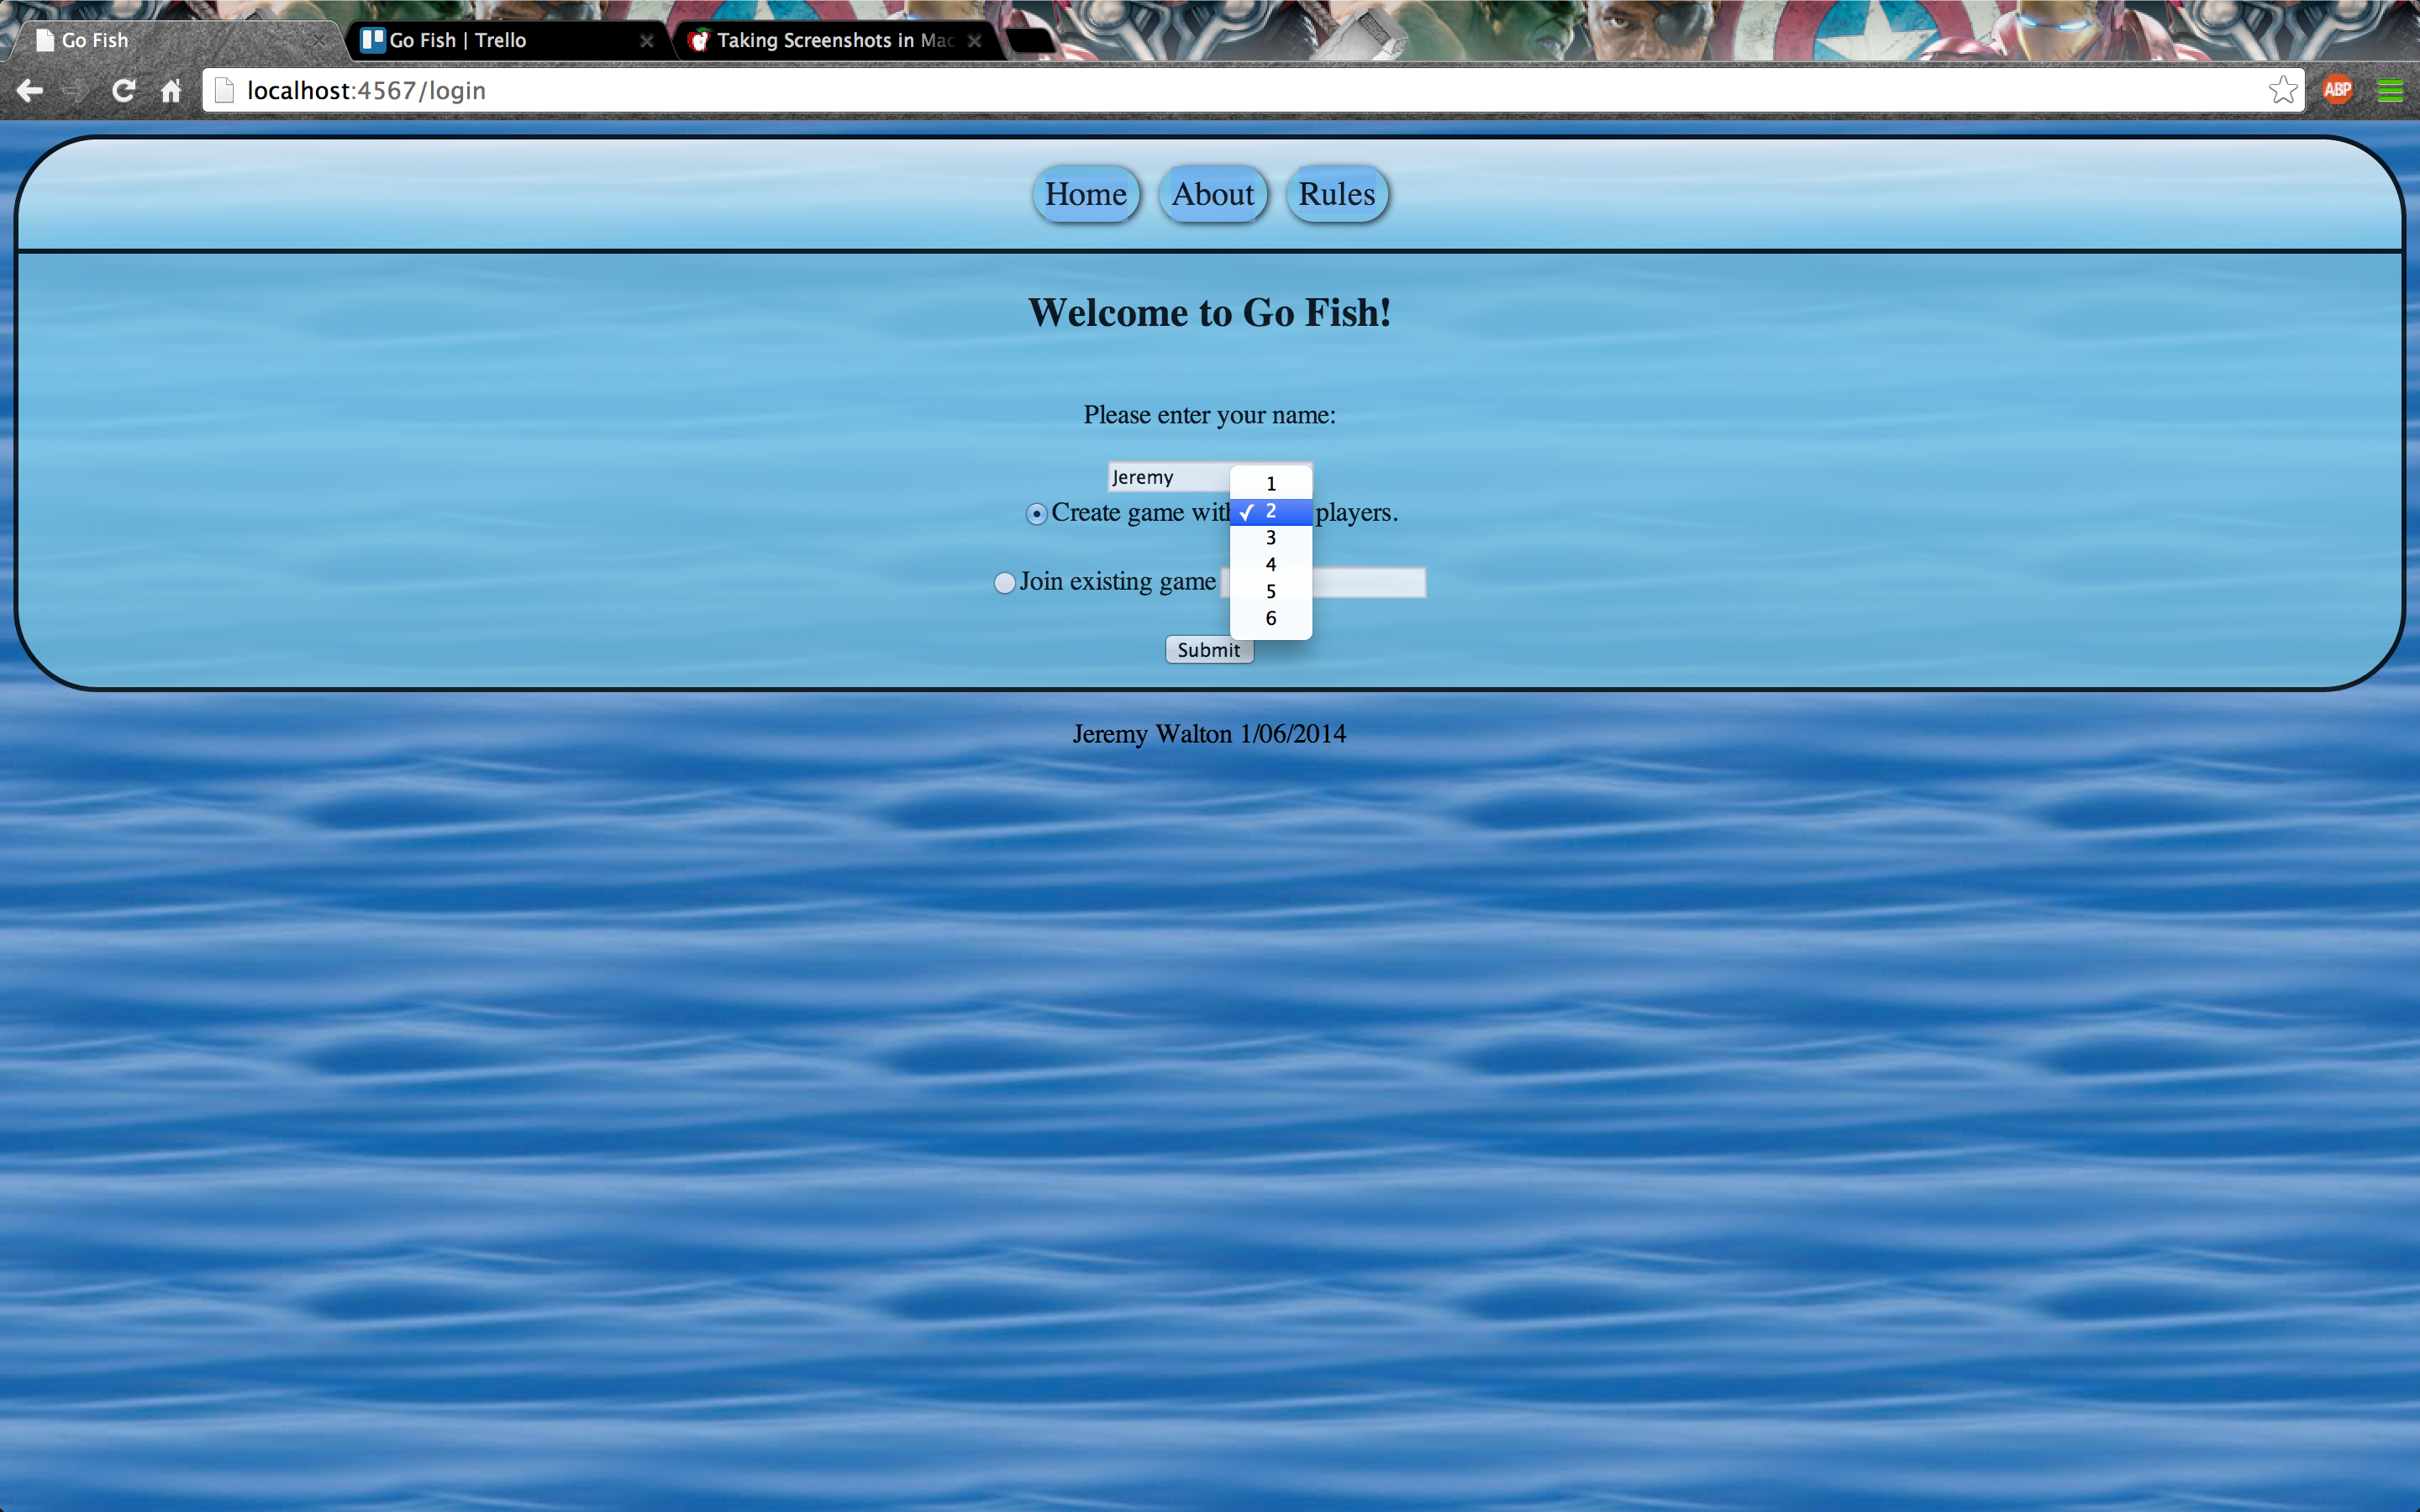 Go Fish
Go Fish | Trello
Taking Screenshots in Mac
localhost:4567/login
ABP
Home About Rules
Welcome to Go Fish!
Please enter your name:
Jeremy
1
Create game with ✓ 2 players.
3
4
Join existing game
5
6
Submit
Jeremy Walton 1/06/2014